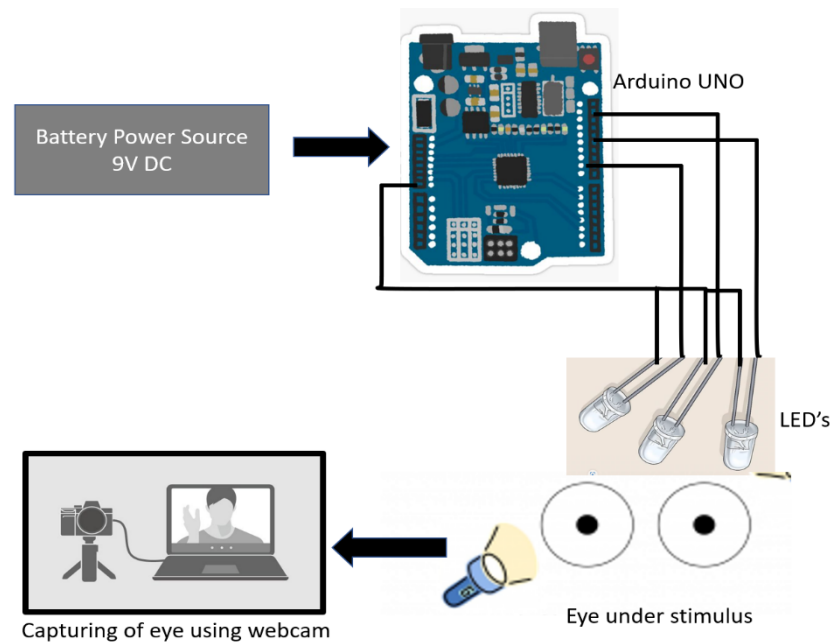 Arduino UNO
Battery Power Source
9V DC
LED's
Eye under stimulus
Capturing of eye using webcam